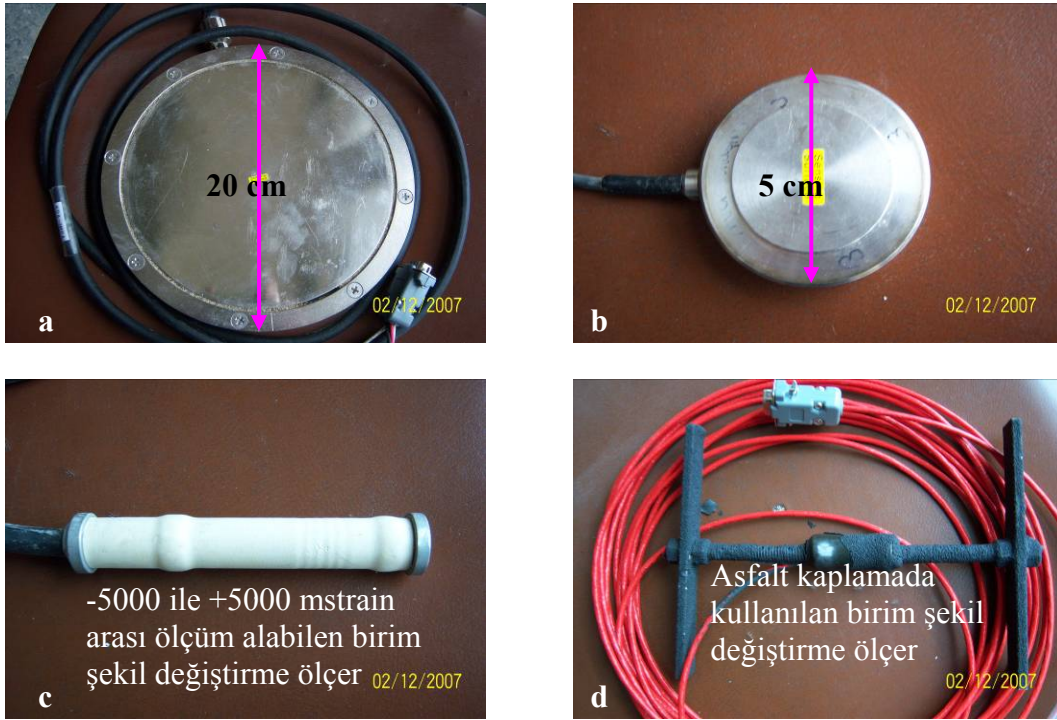 20 cm
02/12/2007
a
5 cm
02/12/2007
b
-5000 ile +5000 mstrain
arası ölçüm alabilen birim
şekil değiştirme ölçer
02/12/2007
c
Asfalt kaplamada
kullanılan birim şekil
değiştirme ölçer
02/12/2007
d